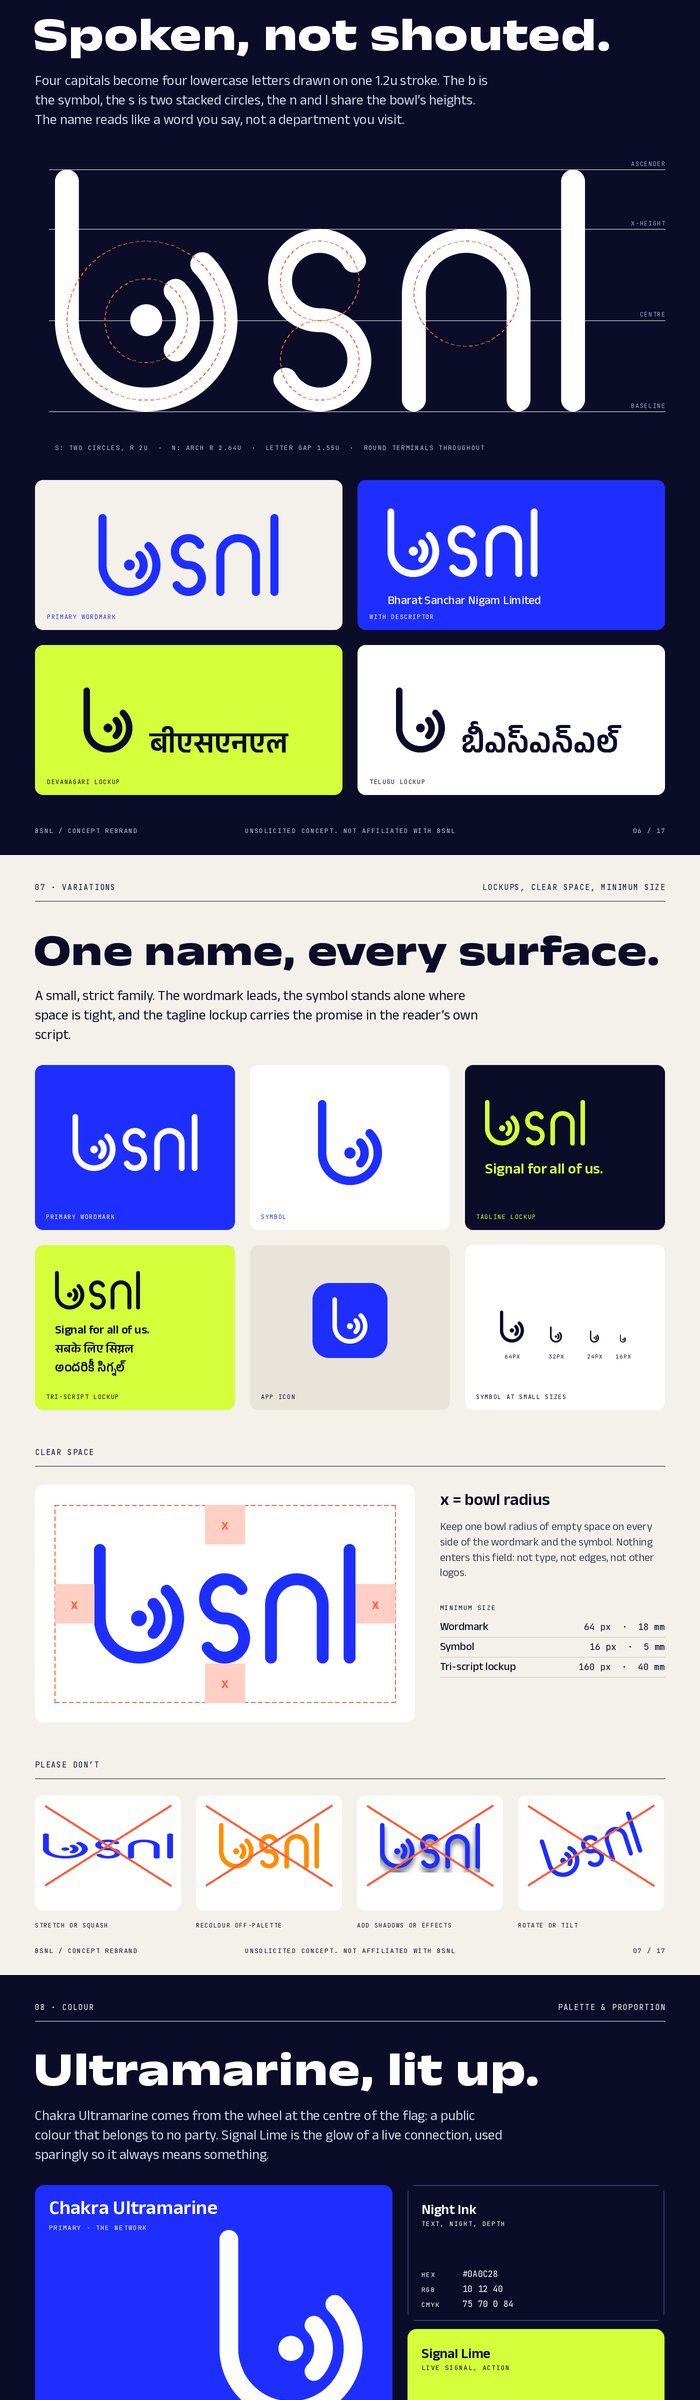 Spoken, not shouted.
Four capitals become four lowercase letters drawn on one 1.2u stroke. The b is
the symbol, the s is two stacked circles, the n and l share the bowl's heights.
The name reads like a word you say, not a department you visit.
ASCENDER
X-HEIGHT
CENTRE
BASELINE
bsnl
S: TWO CIRCLES, R 2U · N: ARCH R 2.64U · LETTER GAP 1.55U · ROUND TERMINALS THROUGHOUT
bsnl
PRIMARY WORDMARK
bsnl
Bharat Sanchar Nigam Limited
WITH DESCRIPTOR
b बीएसएनएल
DEVANAGARI LOCKUP
b బీఎస్ఎన్ఎల్
TELUGU LOCKUP
BSNL / CONCEPT REBRAND
UNSOLICITED CONCEPT. NOT AFFILIATED WITH BSNL
06 / 17
07 · VARIATIONS
LOCKUPS, CLEAR SPACE, MINIMUM SIZE
One name, every surface.
A small, strict family. The wordmark leads, the symbol stands alone where
space is tight, and the tagline lockup carries the promise in the reader's own
script.
bsnl
PRIMARY WORDMARK
b
SYMBOL
bsnl
Signal for all of us.
TAGLINE LOCKUP
bsnl
Signal for all of us.
सबके लिए सिग्नल
అందరికీ సిగ్నల్
TRI-SCRIPT LOCKUP
b
APP ICON
b b b b
64PX 32PX 24PX 16PX
SYMBOL AT SMALL SIZES
CLEAR SPACE
X
X
bsnl
X
X
x = bowl radius
Keep one bowl radius of empty space on every
side of the wordmark and the symbol. Nothing
enters this field: not type, not edges, not other
logos.
MINIMUM SIZE
Wordmark 64 px · 18 mm
Symbol 16 px · 5 mm
Tri-script lockup 160 px · 40 mm
PLEASE DON'T
bsnl
STRETCH OR SQUASH
bsnl
RECOLOUR OFF-PALETTE
bsnl
ADD SHADOWS OR EFFECTS
bsnl
ROTATE OR TILT
BSNL / CONCEPT REBRAND
UNSOLICITED CONCEPT. NOT AFFILIATED WITH BSNL
07 / 17
08 · COLOUR
PALETTE & PROPORTION
Ultramarine, lit up.
Chakra Ultramarine comes from the wheel at the centre of the flag: a public
colour that belongs to no party. Signal Lime is the glow of a live connection, used
sparingly so it always means something.
Chakra Ultramarine
PRIMARY · THE NETWORK
b
Night Ink
TEXT, NIGHT, DEPTH
HEX #0A0C28
RGB 10 12 40
CMYK 75 70 0 84
Signal Lime
LIVE SIGNAL, ACTION